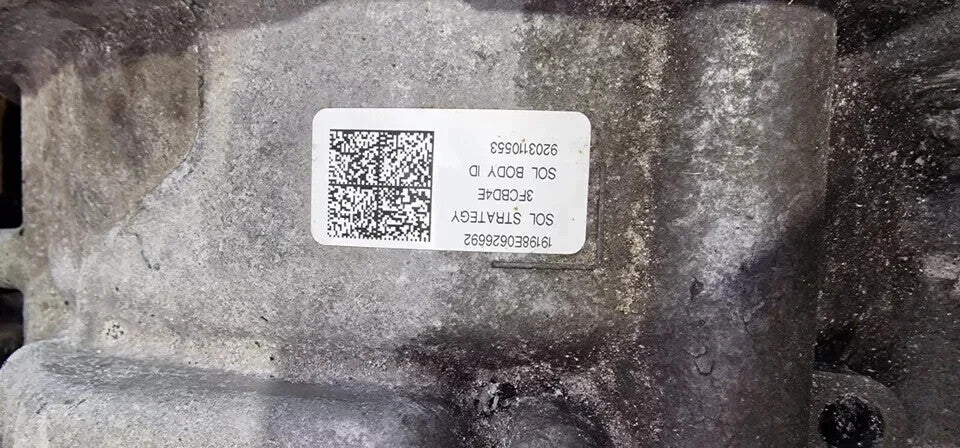 19198E0626692
SOL STRATEGY
3FCBD4E
SOL BODY ID
9203110553